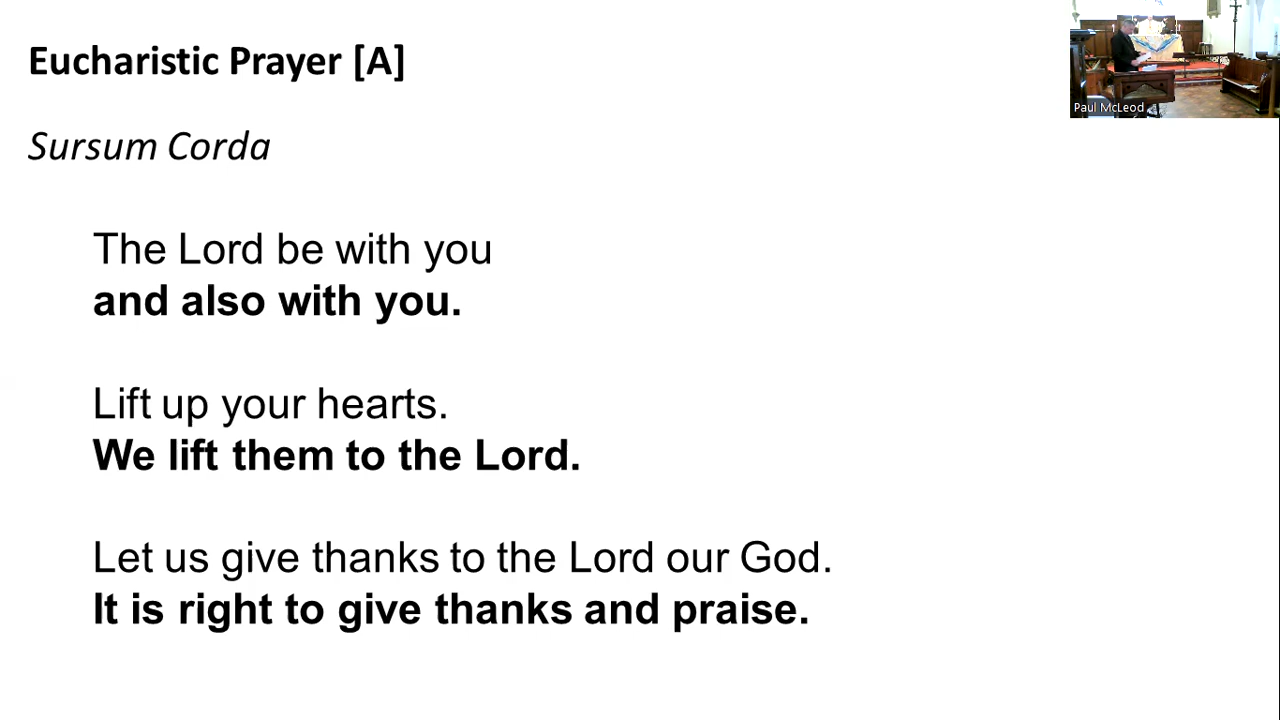 Eucharistic Prayer [A]
Sursum Corda
The Lord be with you
and also with you.
Lift up your hearts.
We lift them to the Lord.
Let us give thanks to the Lord our God.
It is right to give thanks and praise.
Paul McLeod